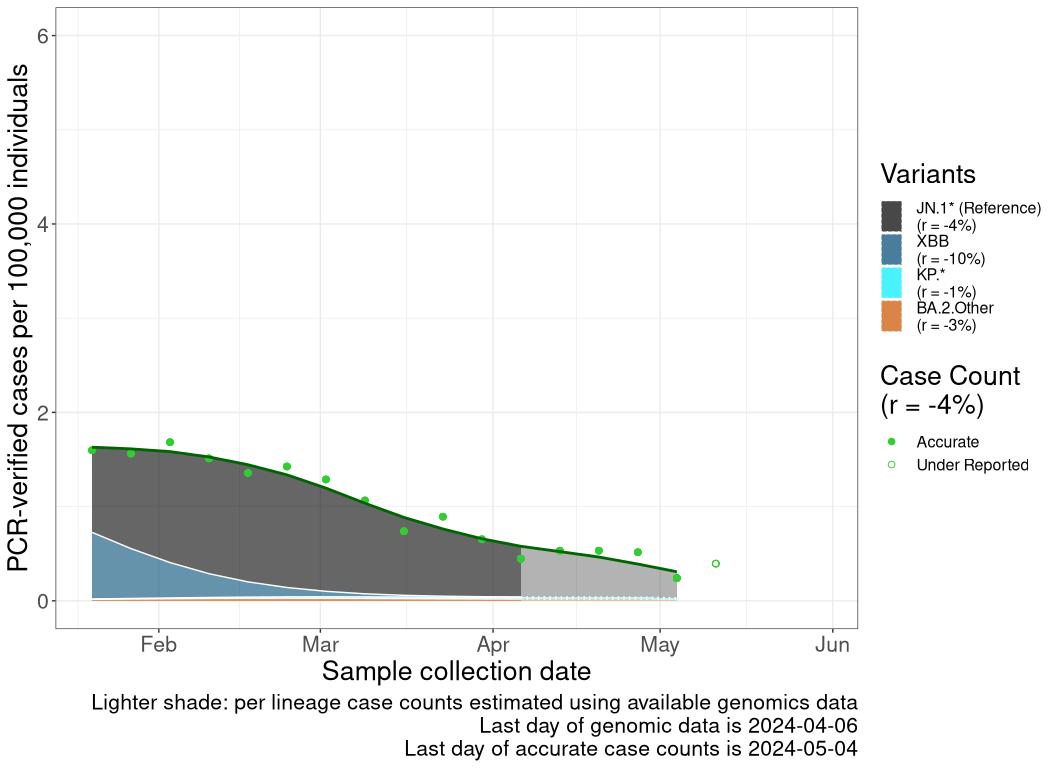 PCR-verified cases per 100,000 individuals
6
4
2
0
Feb
Mar
Apr
May
Jun
Sample collection date
Lighter shade: per lineage case counts estimated using available genomics data
Last day of genomic data is 2024-04-06
Last day of accurate case counts is 2024-05-04
Variants
JN.1* (Reference)
(r = -4%)
XBB
(r = -10%)
KP.*
(r = -1%)
BA.2.Other
(r = -3%)
Case Count
(r = -4%)
Accurate
Under Reported